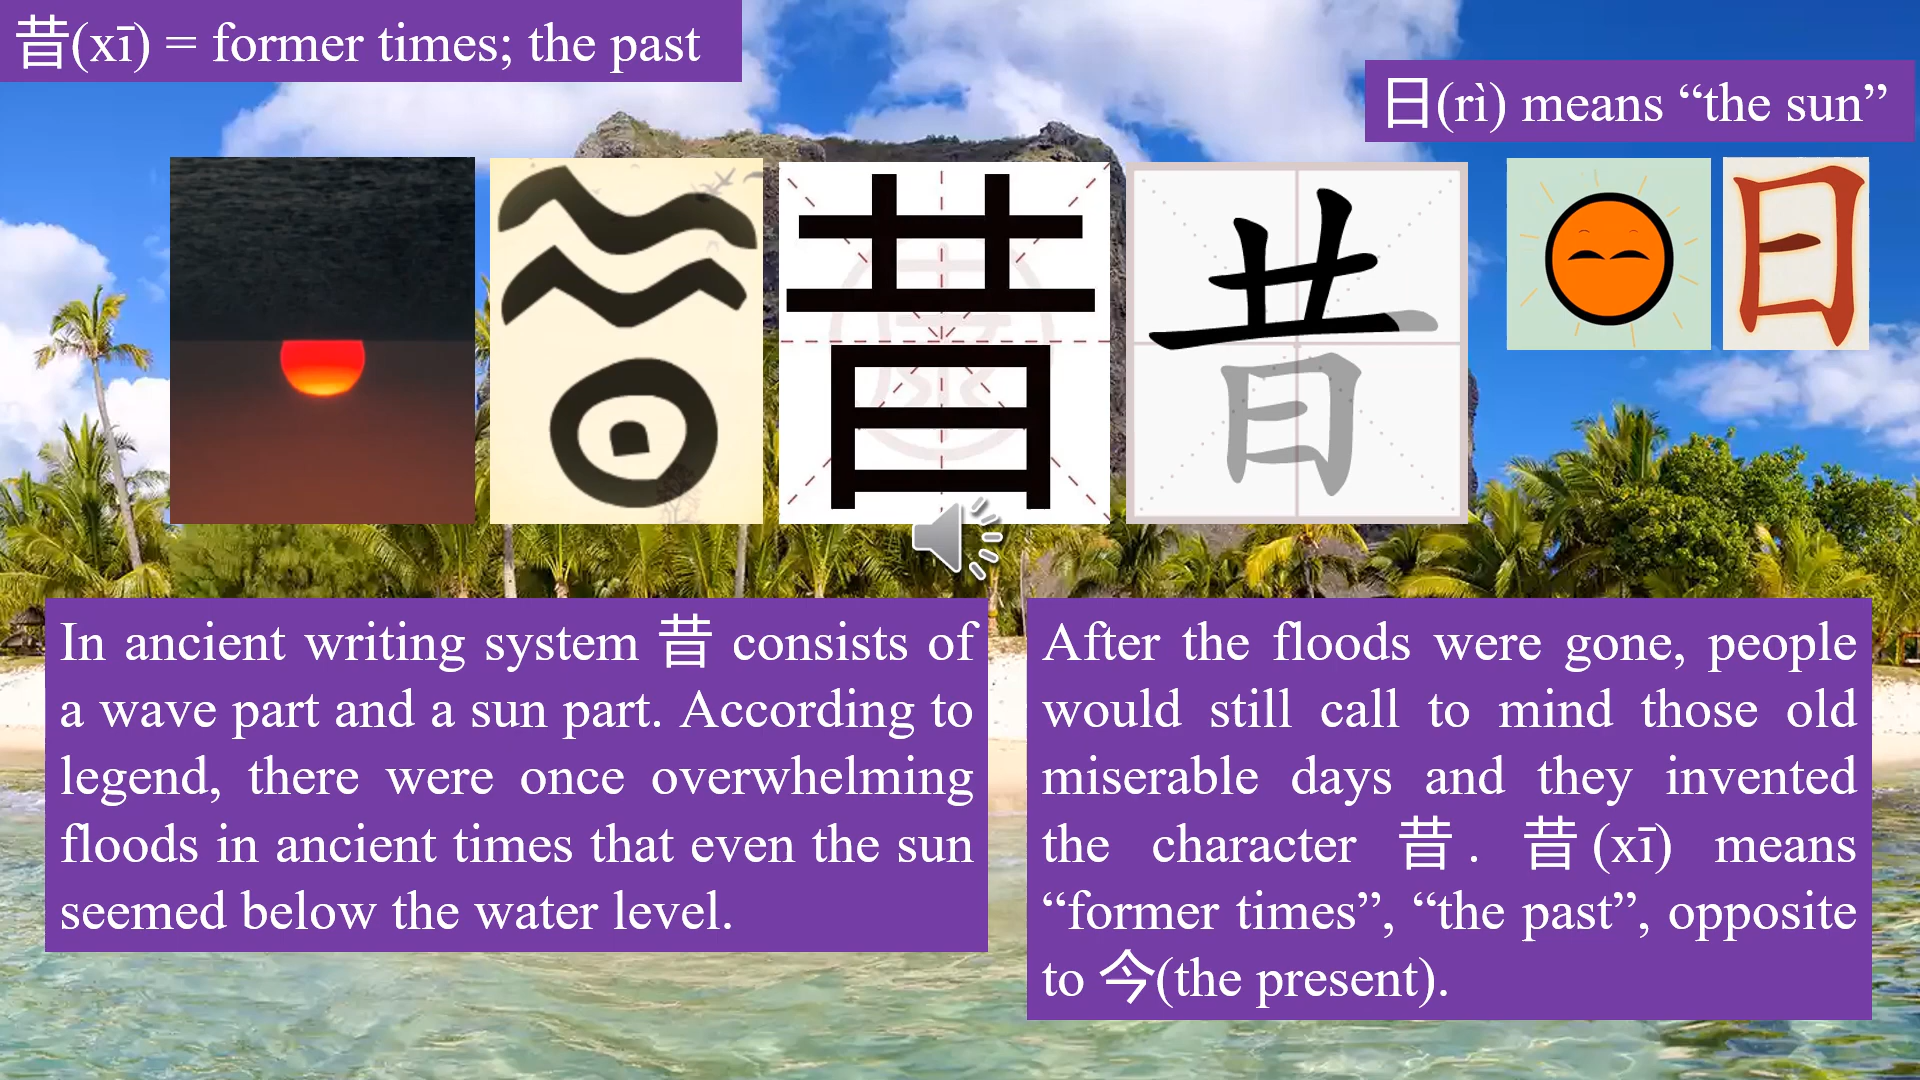 昔(xī) = former times; the past
日(rì) means “the sun”
昔
昔
日
In ancient writing system 昔 consists of
a wave part and a sun part. According to
legend, there were once overwhelming
floods in ancient times that even the sun
seemed below the water level.
After the floods were gone, people
would still call to mind those old
miserable days and they invented
the character 昔. 昔(xī) means
“former times”, “the past”, opposite
to 今(the present).